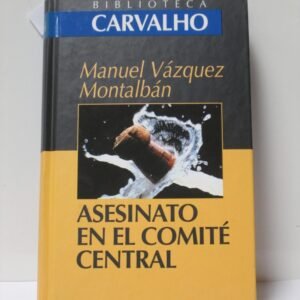 BIBLIOTECA
CARVALHO
Manuel Vázquez
Montalbán
ASESINATO
EN EL COMITÉ
CENTRAL